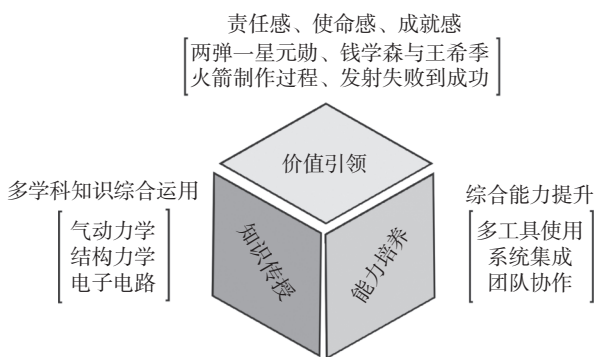 责任感、使命感、成就感
两弹一星元勋、钱学森与王希季
火箭制作过程、发射失败到成功
价值引领
多学科知识综合运用
气动力学
结构力学
电子电路
知识传授
能力培养
综合能力提升
多工具使用
系统集成
团队协作